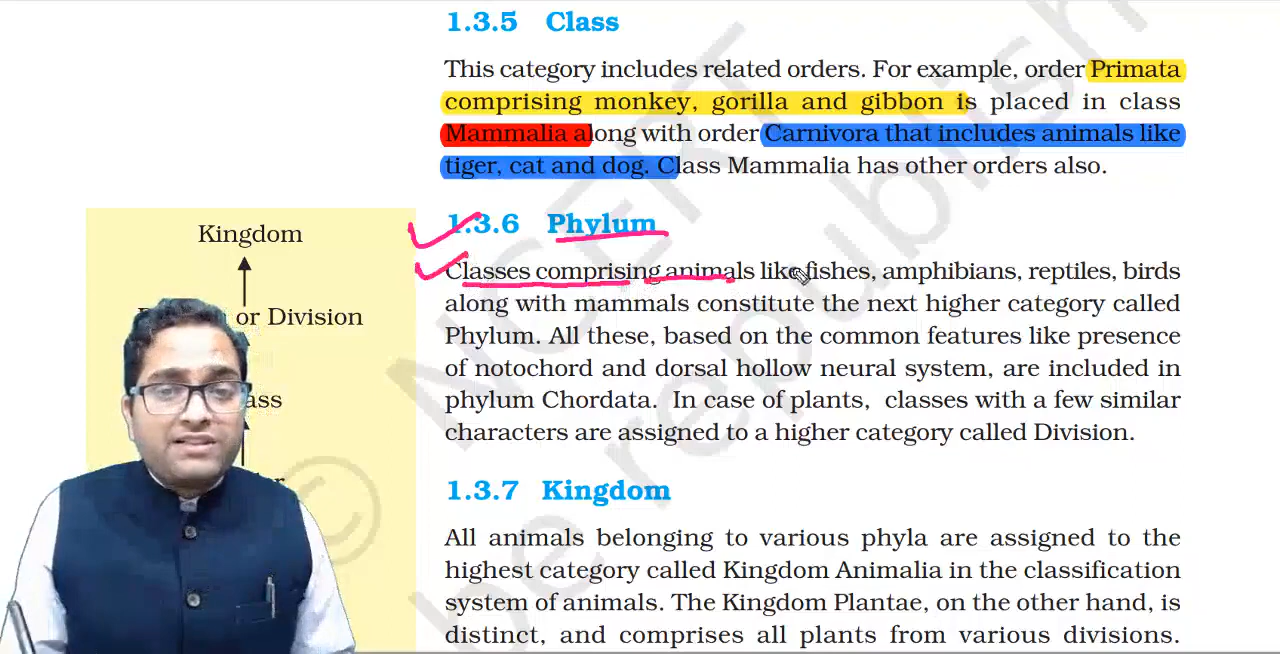 1.3.5 Class
This category includes related orders. For example, order Primata
comprising monkey, gorilla and gibbon is placed in class
Mammalia along with order Carnivora that includes animals like
tiger, cat and dog. Class Mammalia has other orders also.
1.3.6 Phylum
Classes comprising animals like fishes, amphibians, reptiles, birds
along with mammals constitute the next higher category called
Phylum. All these, based on the common features like presence
of notochord and dorsal hollow neural system, are included in
phylum Chordata. In case of plants, classes with a few similar
characters are assigned to a higher category called Division.
1.3.7 Kingdom
All animals belonging to various phyla are assigned to the
highest category called Kingdom Animalia in the classification
system of animals. The Kingdom Plantae, on the other hand, is
distinct, and comprises all plants from various divisions.
Kingdom
or Division
© NCERT
be republish